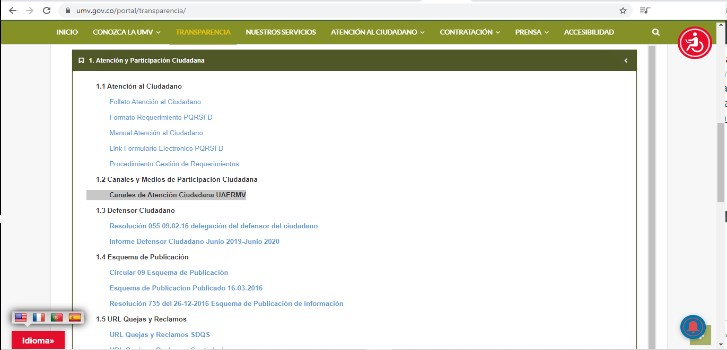 umv.gov.co/portal/transparencia/
INICIO CONOZCA LA UMV TRANSPARENCIA NUESTROS SERVICIOS ATENCIÓN AL CIUDADANO CONTRATACIÓN PRENSA ACCESIBILIDAD
1. Atención y Participación Ciudadana
1.1 Atención al Ciudadano
Folleto Atención al Ciudadano
Formato Requerimiento PQRSFD
Manual Atención al Ciudadano
Link Formulario Electronico PQRSFD
Procedimiento Gestión de Requerimientos
1.2 Canales y Medios de Participación Ciudadana
Canales de Atención Ciudadana UAERMV
1.3 Defensor Ciudadano
Resolución 055 09.02.16 delegación del defensor del ciudadano
Informe Defensor Ciudadano Junio 2019-Junio 2020
1.4 Esquema de Publicación
Circular 09 Esquema de Publicación
Esquema de Publicacion Publicado 16-03-2016
Resolución 735 del 26-12-2016 Esquema de Publicación de Información
1.5 URL Quejas y Reclamos
URL Quejas y Reclamos SDQS
Idioma»